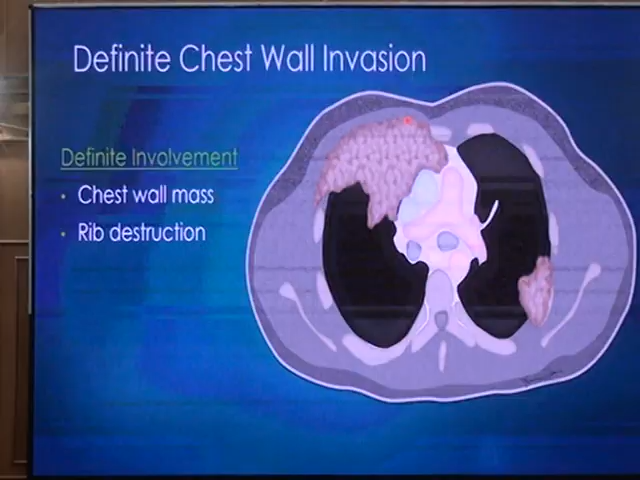 Definite Chest Wall Invasion
Definite Involvement
• Chest wall mass
• Rib destruction